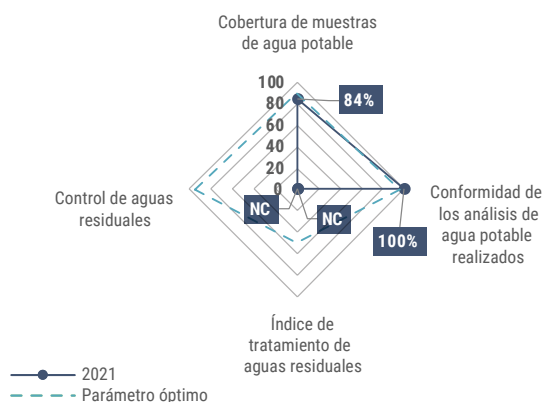 Cobertura de muestras
de agua potable
100
80
60
40
20
0
84%
NC
NC
100%
Control de aguas
residuales
Conformidad de
los análisis de
agua potable
realizados
Índice de
tratamiento de
aguas residuales
2021
Parámetro óptimo